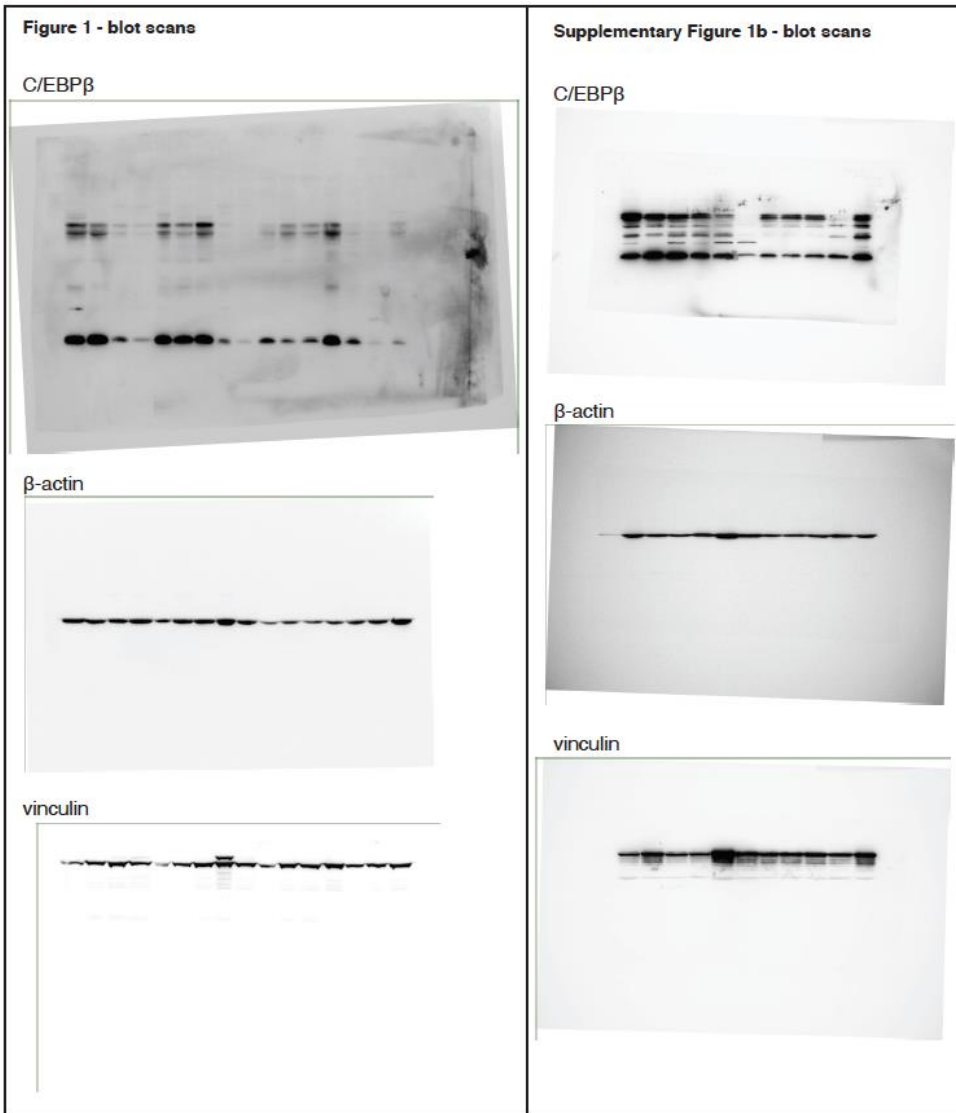 Figure 1 - blot scans
C/EBPβ
β-actin
vinculin
Supplementary Figure 1b - blot scans
C/EBPβ
β-actin
vinculin